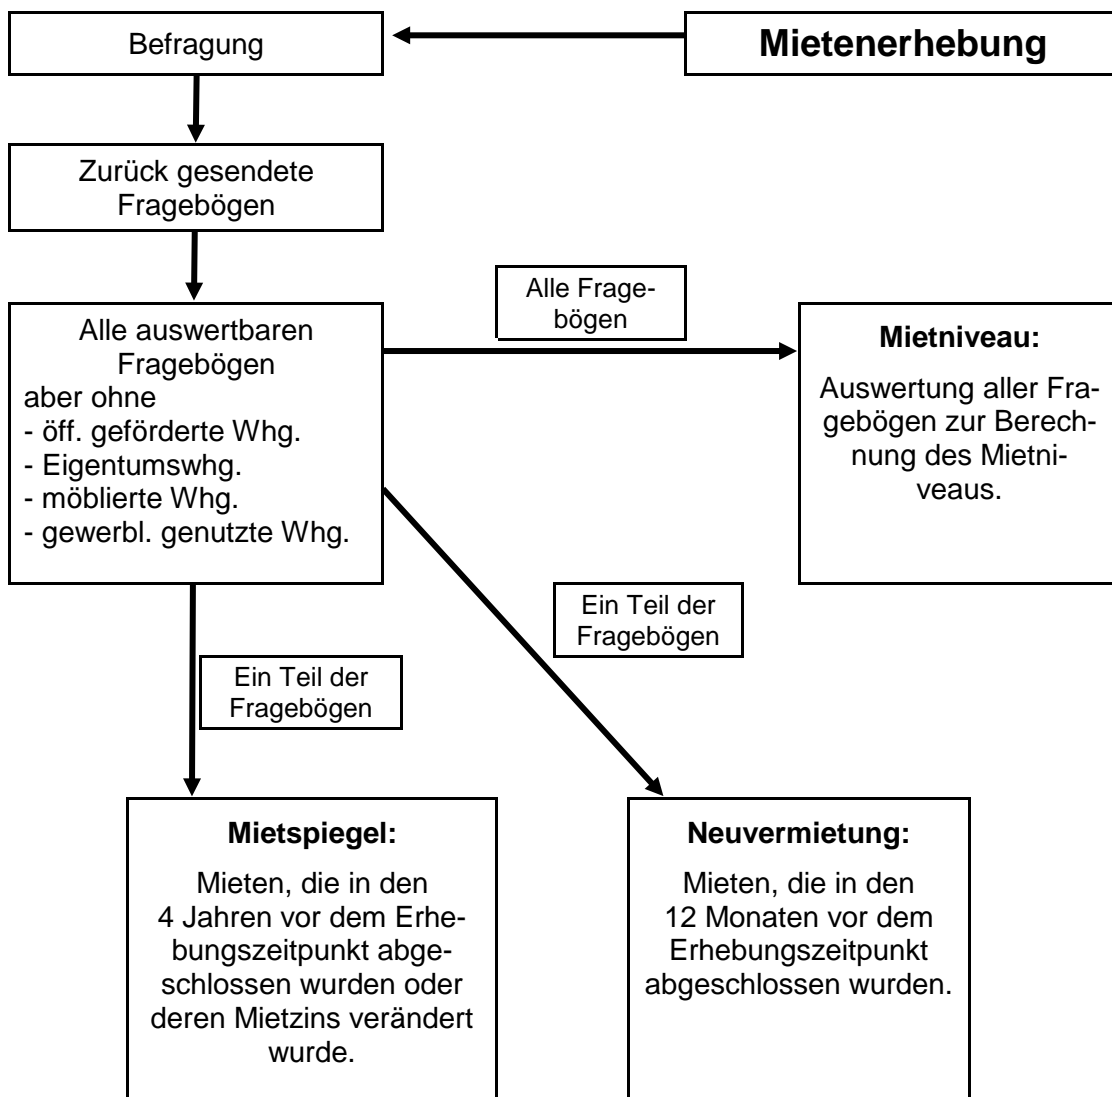 Befragung
Mietenerhebung
Zurück gesendete
Fragebögen
Alle auswertbaren
Fragebögen
aber ohne
- öff. geförderte Whg.
- Eigentumswhg.
- möblierte Whg.
- gewerbl. genutzte Whg.
Alle Frage-
bögen
Mietniveau:
Auswertung aller Fra-
gebögen zur Berech-
nung des Mietni-
veaus.
Ein Teil der
Fragebögen
Ein Teil der
Fragebögen
Mietspiegel:
Mieten, die in den
4 Jahren vor dem Erhe-
bungszeitpunkt abge-
schlossen wurden oder
deren Mietzins verändert
wurde.
Neuvermietung:
Mieten, die in den
12 Monaten vor dem
Erhebungszeitpunkt
abgeschlossen wurden.